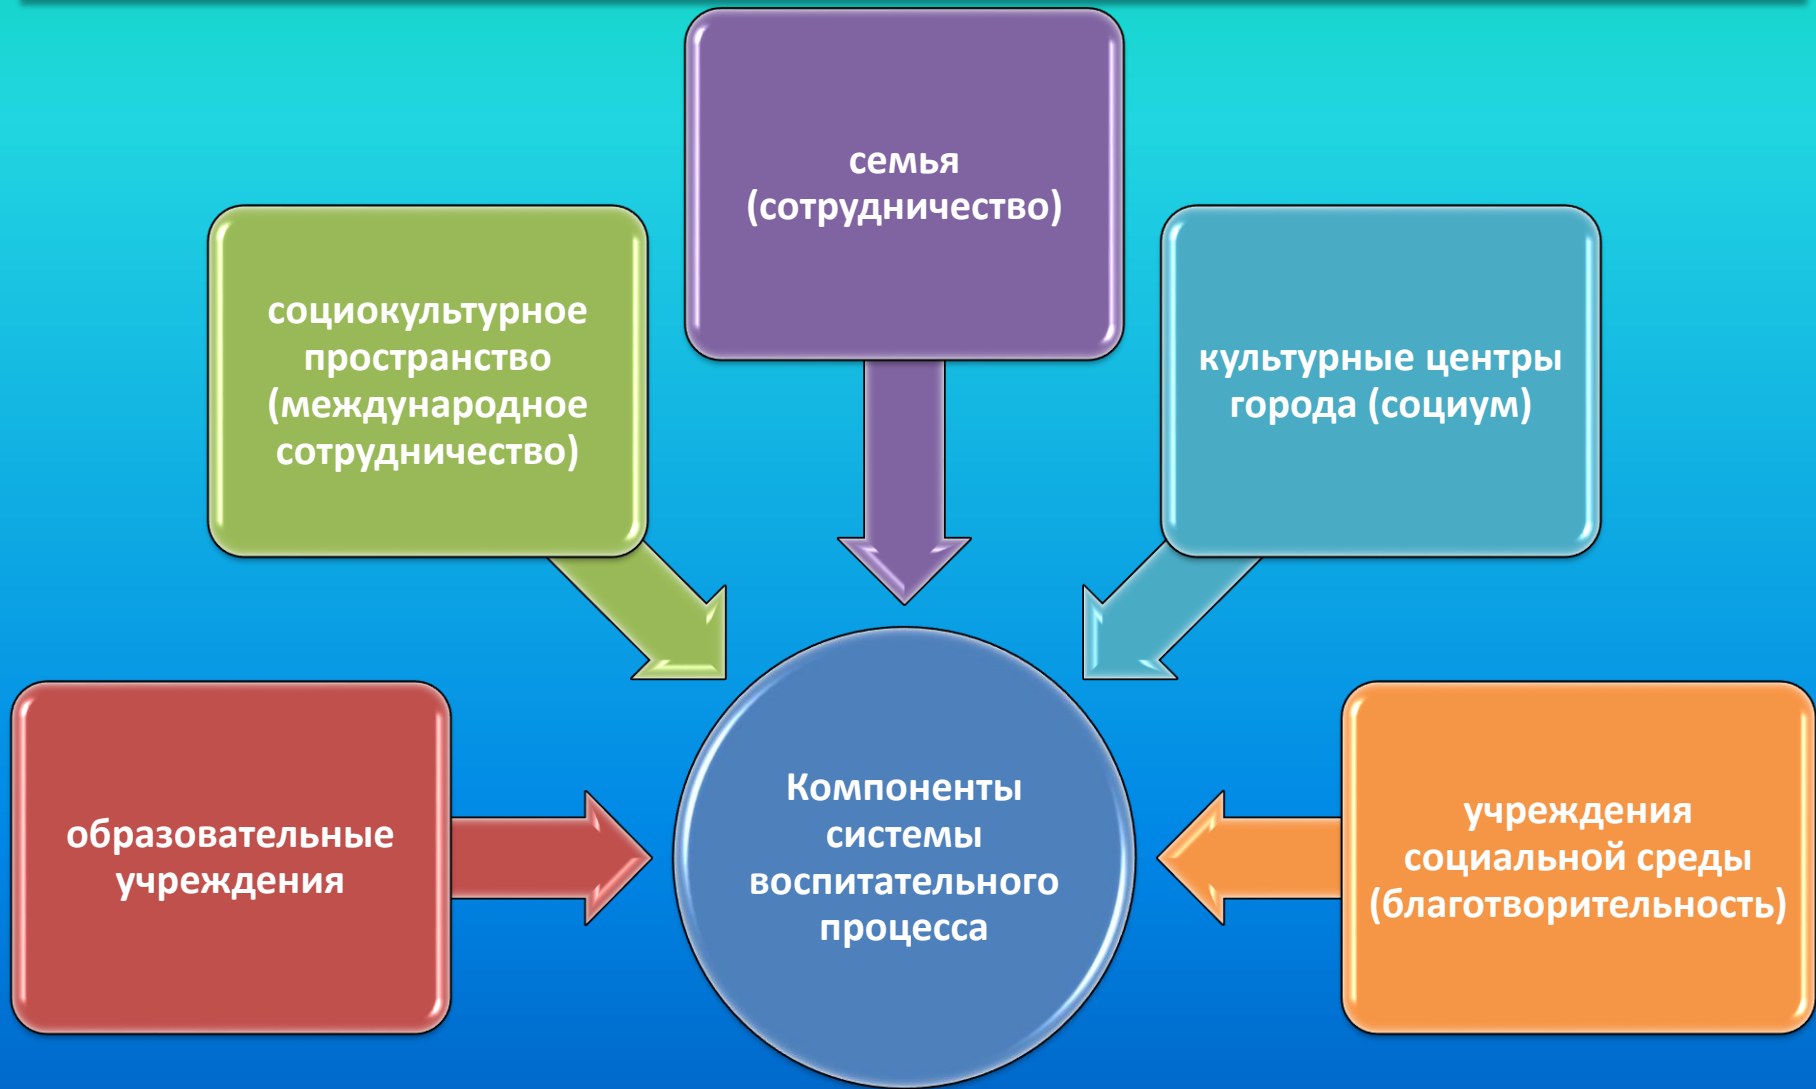 семья
(сотрудничество)
социокультурное
пространство
(международное
сотрудничество)
культурные центры
города (социум)
образовательные
учреждения
Компоненты
системы
воспитательного
процесса
учреждения
социальной среды
(благотворительность)